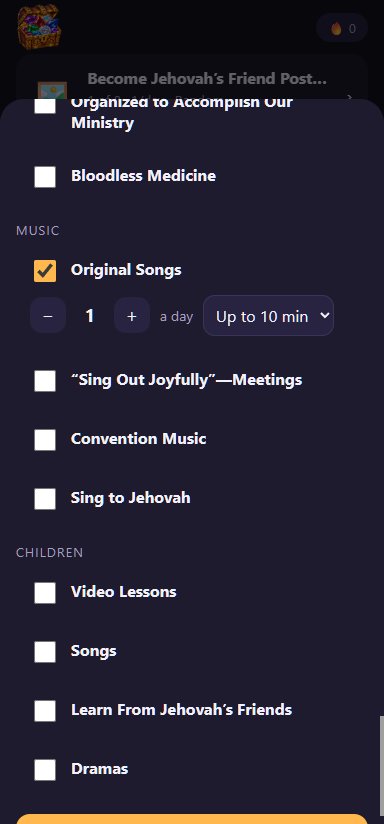 0
Become Jehovah's Friend Post…
Organized to Accomplish Our
Ministry
Bloodless Medicine
MUSIC
Original Songs
− 1 + a day Up to 10 min
“Sing Out Joyfully”—Meetings
Convention Music
Sing to Jehovah
CHILDREN
Video Lessons
Songs
Learn From Jehovah's Friends
Dramas